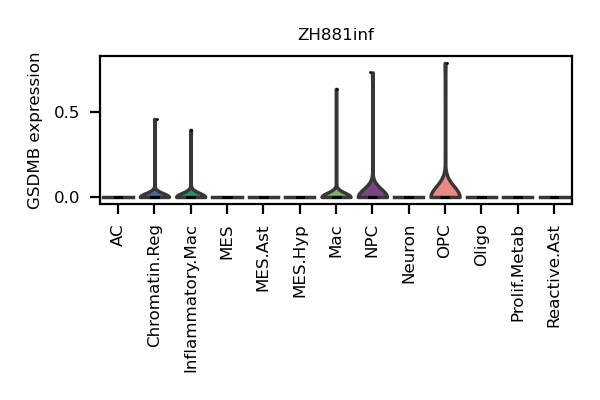 ZH881inf
GSDMB expression
0.5
0.0
AC
Chromatin.Reg
Inflammatory.Mac
MES
MES.Ast
MES.Hyp
Mac
NPC
Neuron
OPC
Oligo
Prolif.Metab
Reactive.Ast